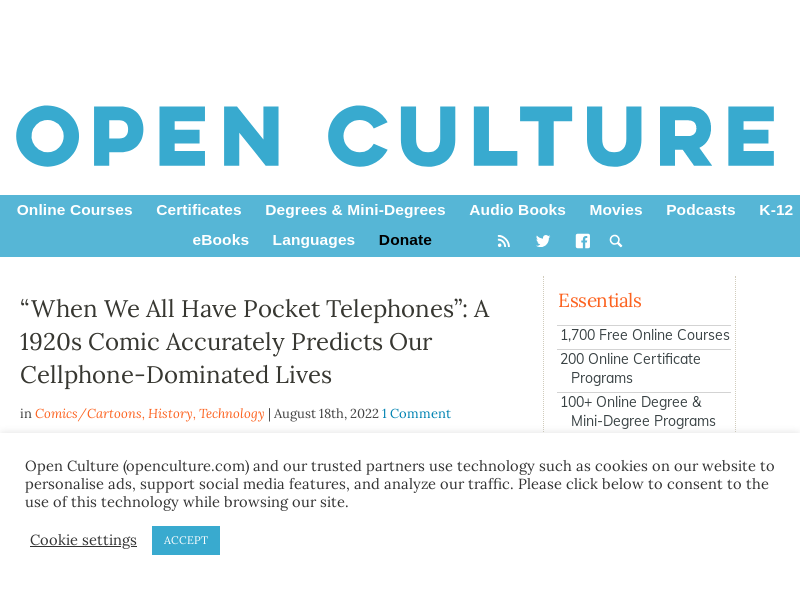 OPEN CULTURE
Online Courses Certificates Degrees & Mini-Degrees Audio Books Movies Podcasts K-12
eBooks Languages Donate
“When We All Have Pocket Telephones”: A
1920s Comic Accurately Predicts Our
Cellphone-Dominated Lives
in Comics/Cartoons, History, Technology | August 18th, 2022 1 Comment
Essentials
1,700 Free Online Courses
200 Online Certificate
Programs
100+ Online Degree &
Mini-Degree Programs
Open Culture (openculture.com) and our trusted partners use technology such as cookies on our website to
personalise ads, support social media features, and analyze our traffic. Please click below to consent to the
use of this technology while browsing our site.
Cookie settings ACCEPT